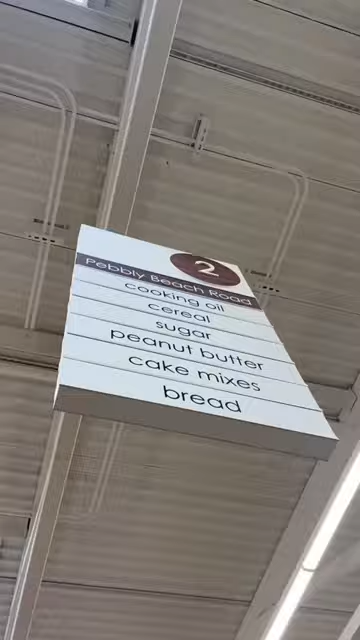 2
Pebbly Beach Road
cooking oil
cereal
sugar
peanut butter
cake mixes
bread